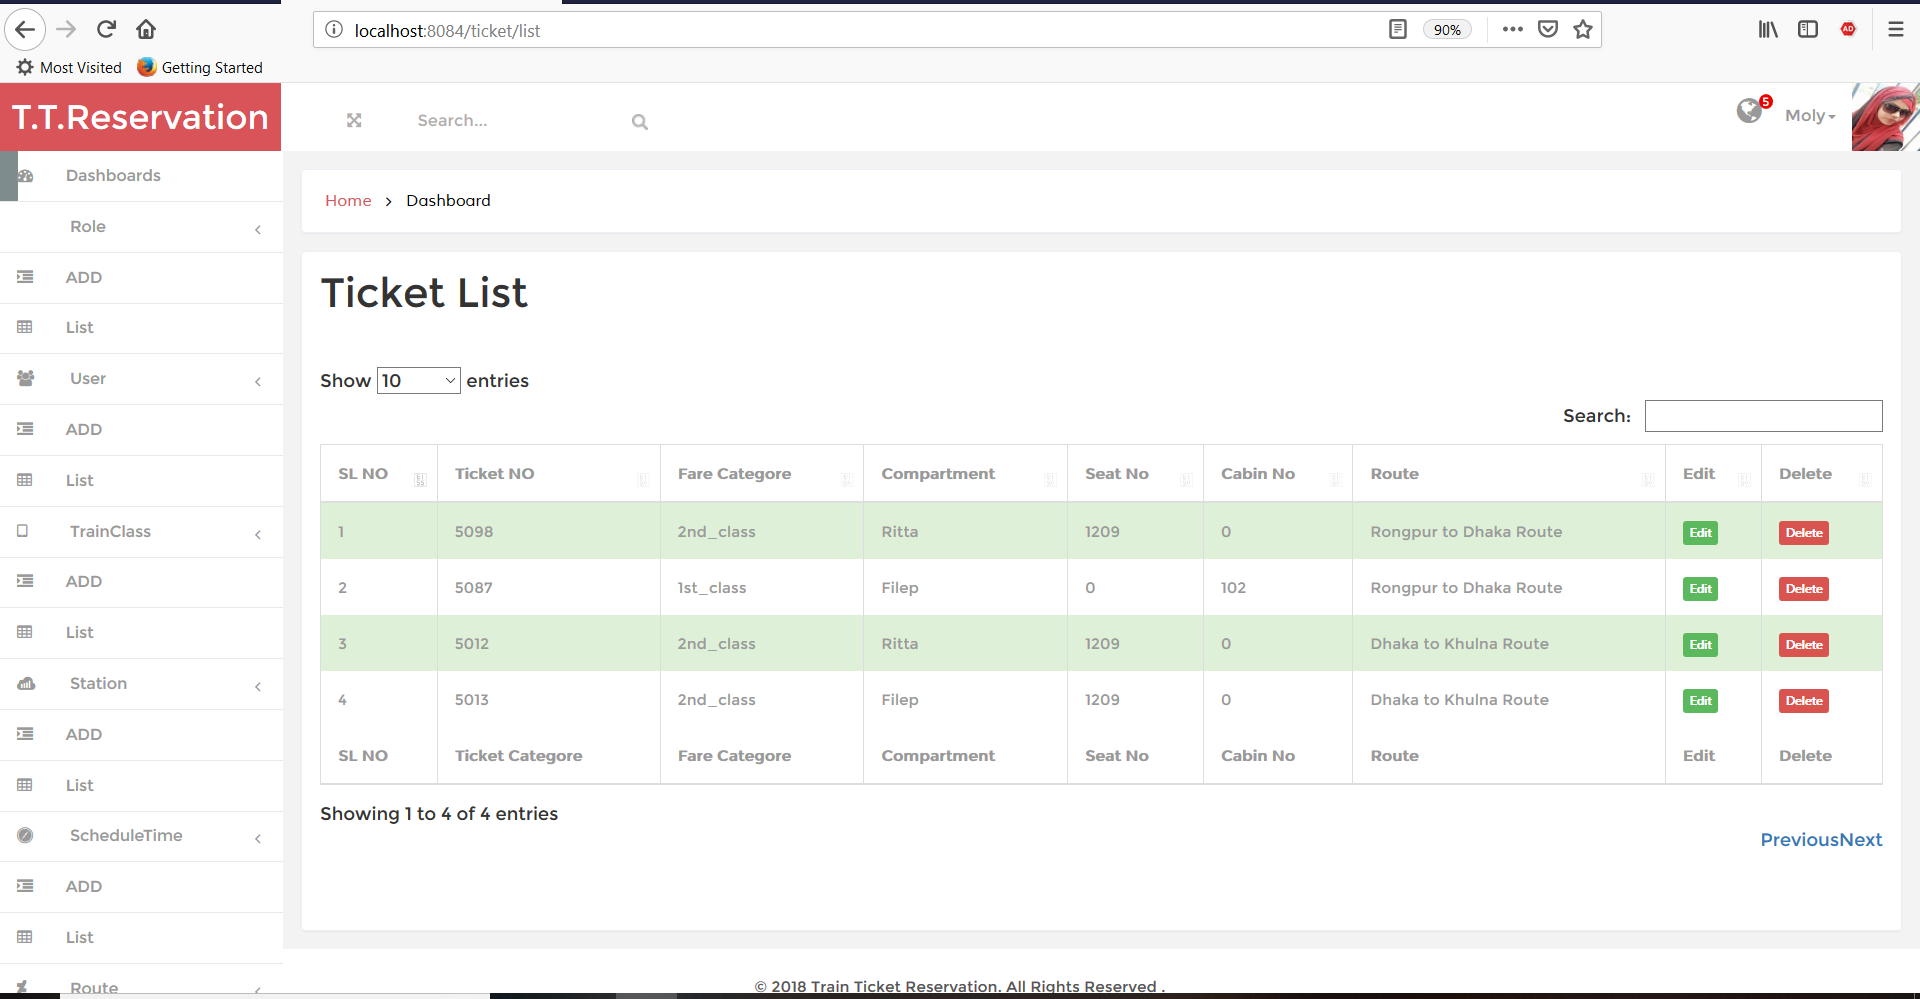 localhost:8084/ticket/list
90%
Most Visited Getting Started
T.T.Reservation
Search...
5
Moly
AD
Dashboards
Role
ADD
List
User
ADD
List
TrainClass
ADD
List
Station
ADD
List
ScheduleTime
ADD
List
Route
Home > Dashboard
Ticket List
Show 10 entries
Search:
SL NO Ticket NO Fare Categore Compartment Seat No Cabin No Route Edit Delete
1 5098 2nd_class Ritta 1209 0 Rongpur to Dhaka Route Edit Delete
2 5087 1st_class Filep 0 102 Rongpur to Dhaka Route Edit Delete
3 5012 2nd_class Ritta 1209 0 Dhaka to Khulna Route Edit Delete
4 5013 2nd_class Filep 1209 0 Dhaka to Khulna Route Edit Delete
SL NO Ticket Categore Fare Categore Compartment Seat No Cabin No Route Edit Delete
Showing 1 to 4 of 4 entries
PreviousNext
© 2018 Train Ticket Reservation. All Rights Reserved .